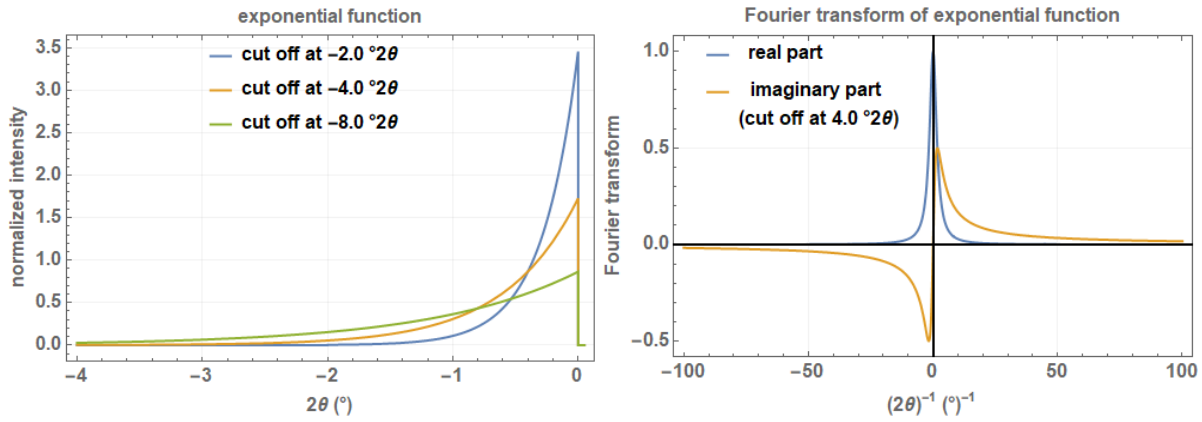 exponential function
normalized intensity
3.5
3.0
2.5
2.0
1.5
1.0
0.5
0.0
cut off at −2.0 °2θ
cut off at −4.0 °2θ
cut off at −8.0 °2θ
−4 −3 −2 −1 0
2θ (°)
Fourier transform of exponential function
Fourier transform
1.0
0.5
0.0
−0.5
real part
imaginary part
(cut off at 4.0 °2θ)
−100 −50 0 50 100
(2θ)⁻¹ (°)⁻¹